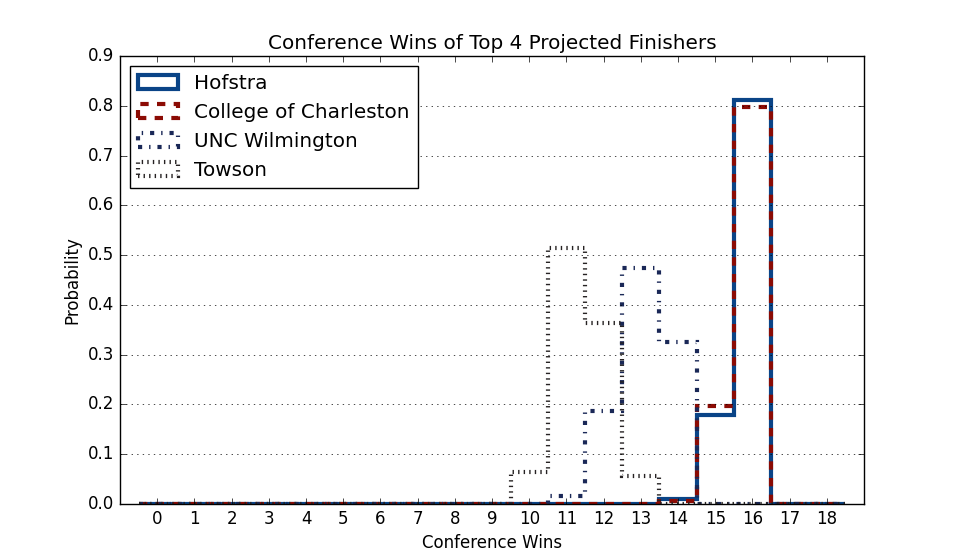 Conference Wins of Top 4 Projected Finishers
Hofstra
College of Charleston
UNC Wilmington
Towson
Probability
0.9
0.8
0.7
0.6
0.5
0.4
0.3
0.2
0.1
0.0
0 1 2 3 4 5 6 7 8 9 10 11 12 13 14 15 16 17 18
Conference Wins